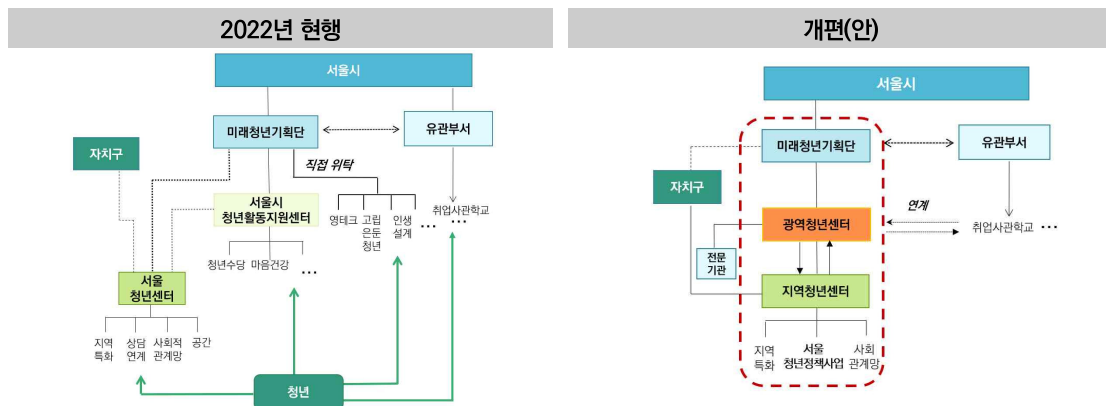 2022년 현행
서울시
미래청년기획단
유관부서
자치구
직접 위탁
서울시
청년활동지원센터
영테크
고립
은둔
청년
인생
설계
...
취업사관학교
...
청년수당
마음건강
...
서울
청년센터
지역
특화
상담
연계
사회적
관계망
공간
청년
개편(안)
서울시
미래청년기획단
유관부서
자치구
연계
광역청년센터
취업사관학교
...
전문
기관
지역청년센터
지역
특화
서울
청년정책사업
사회
관계망